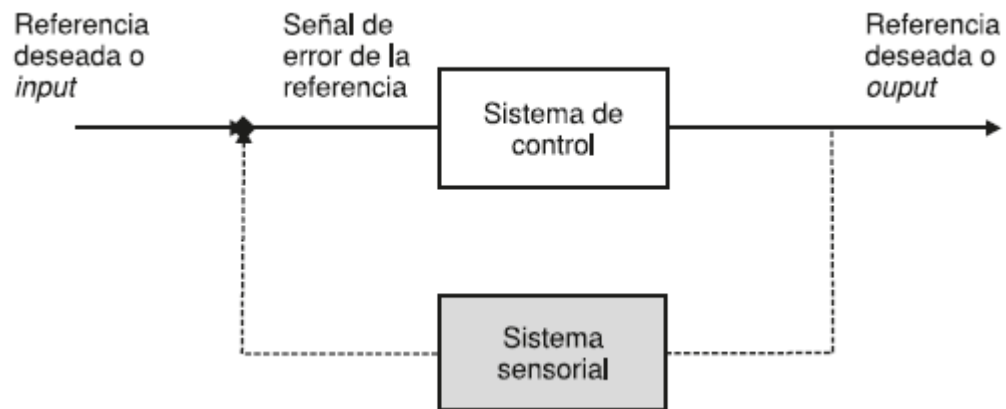 Referencia
deseada o
input
Señal de
error de la
referencia
Sistema de
control
Referencia
deseada o
ouput
Sistema
sensorial